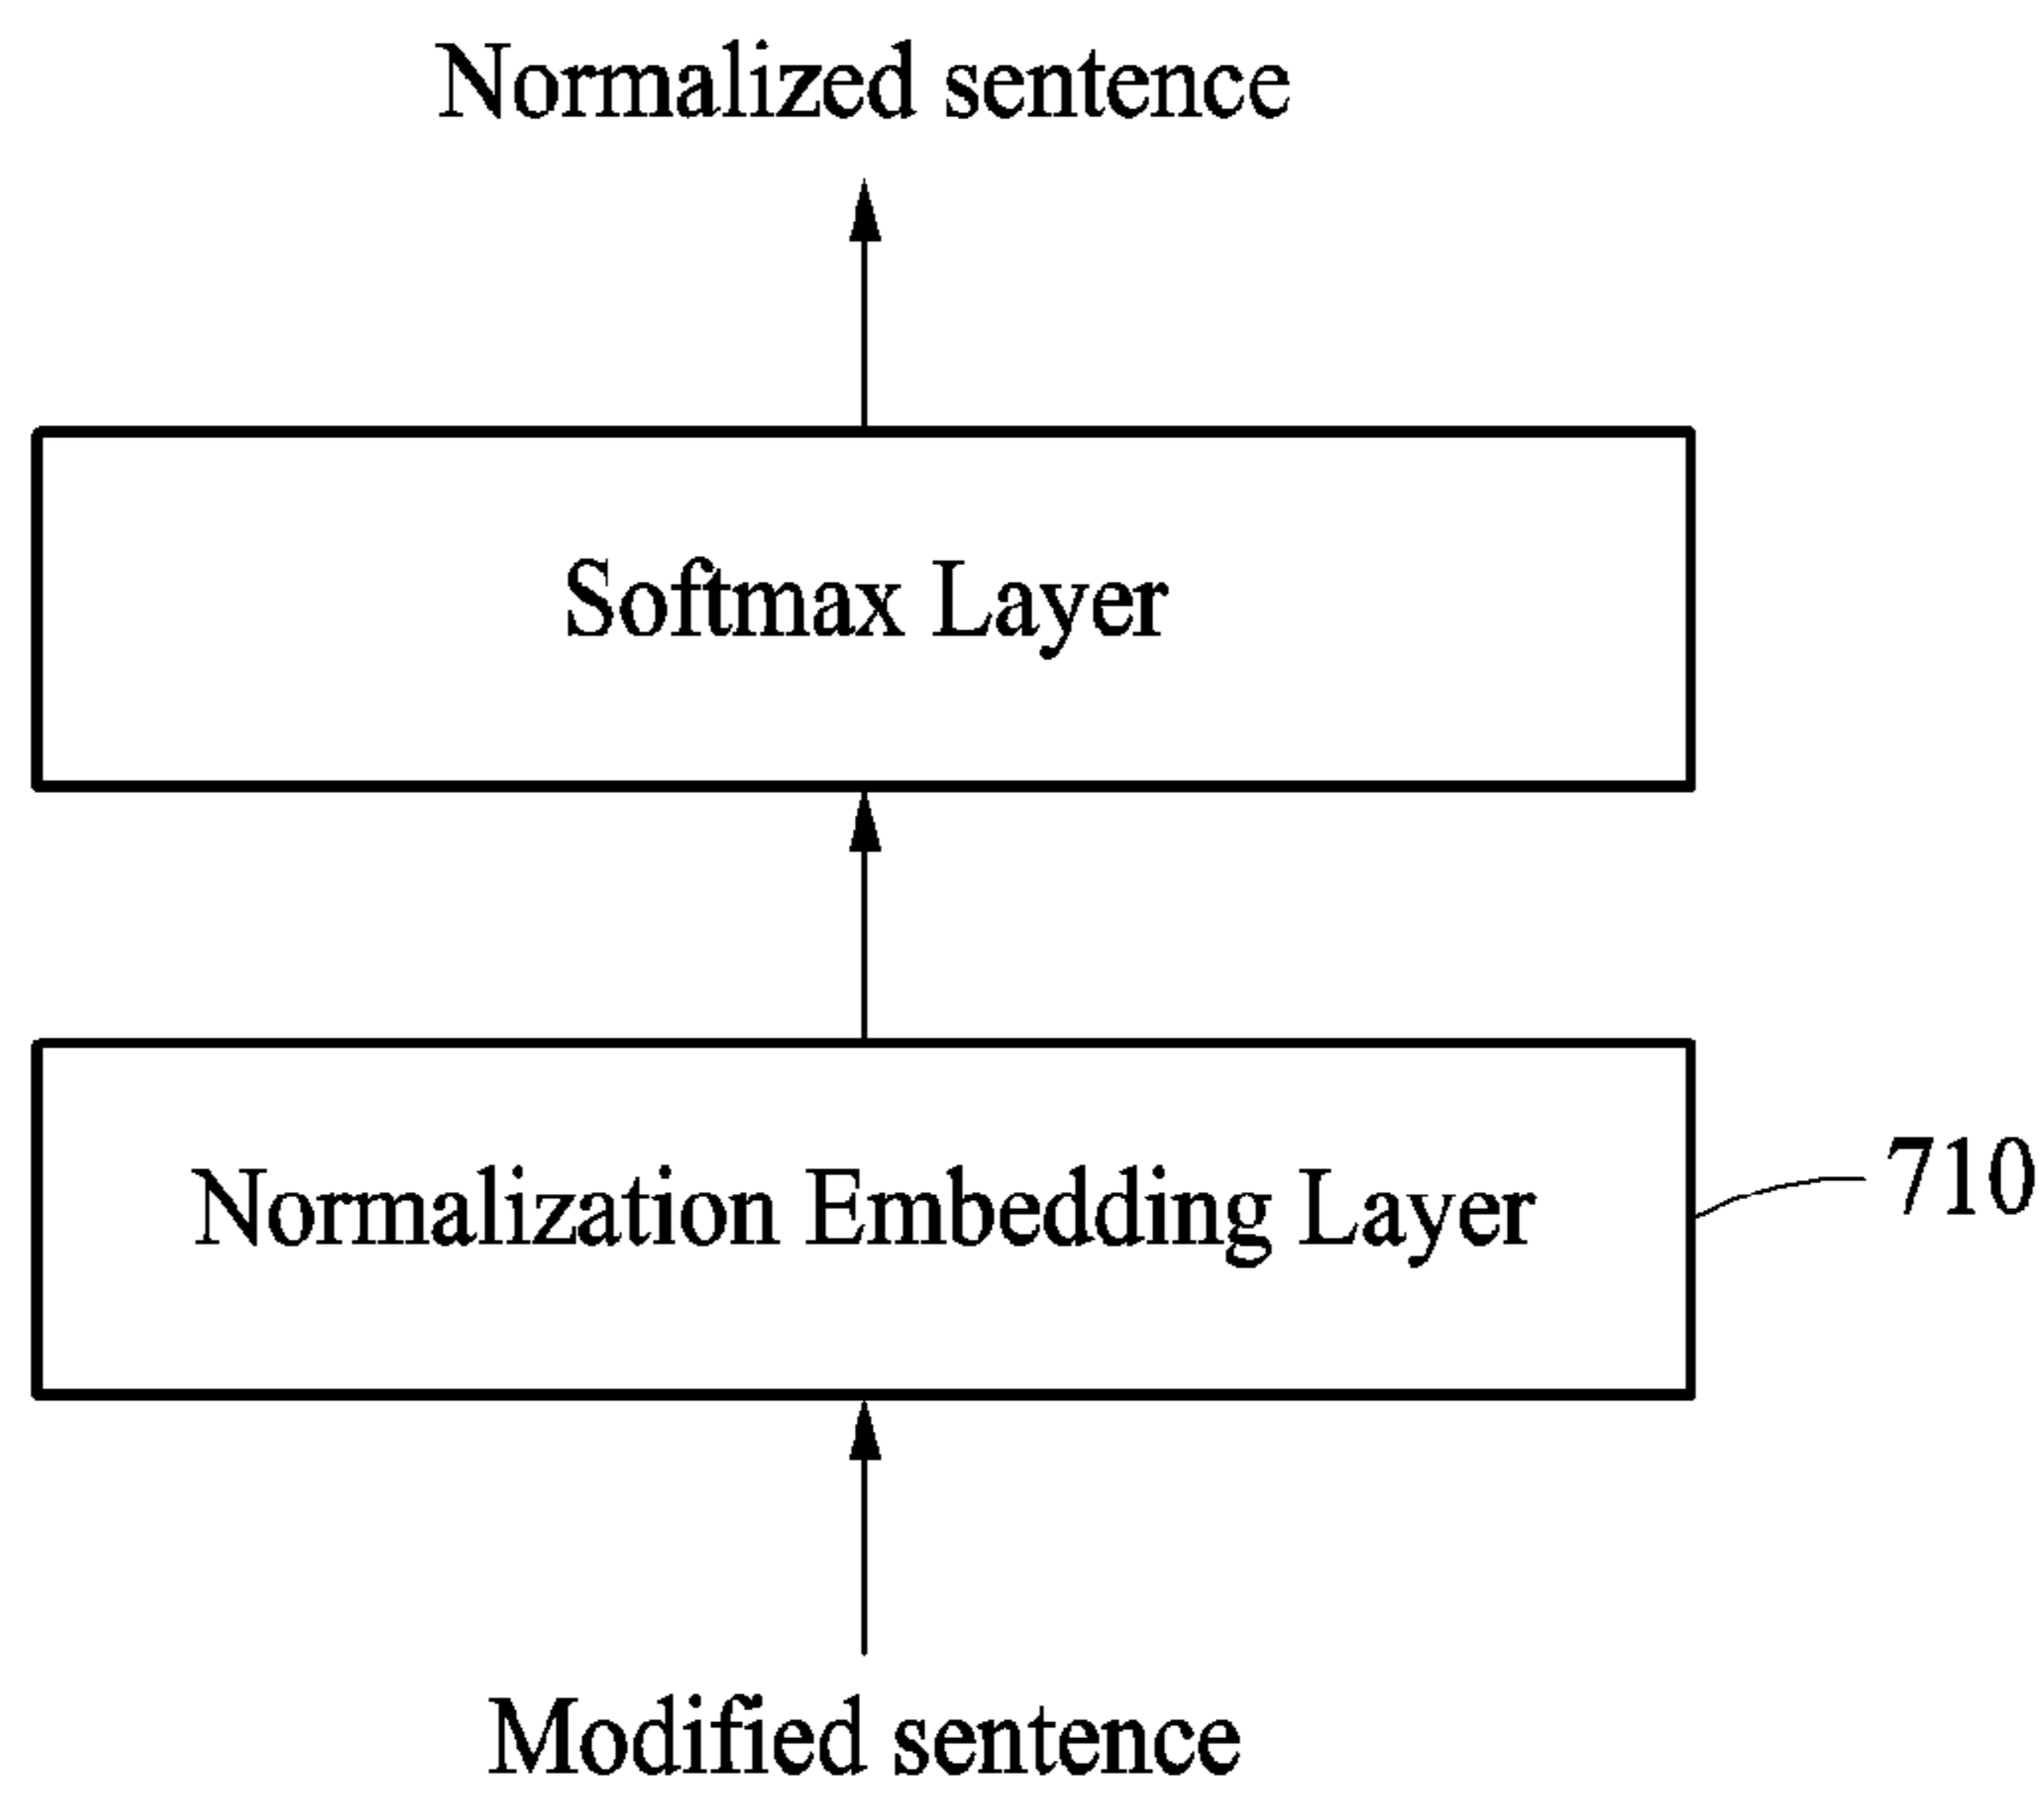 Normalized sentence
Softmax Layer
Normalization Embedding Layer
710
Modified sentence